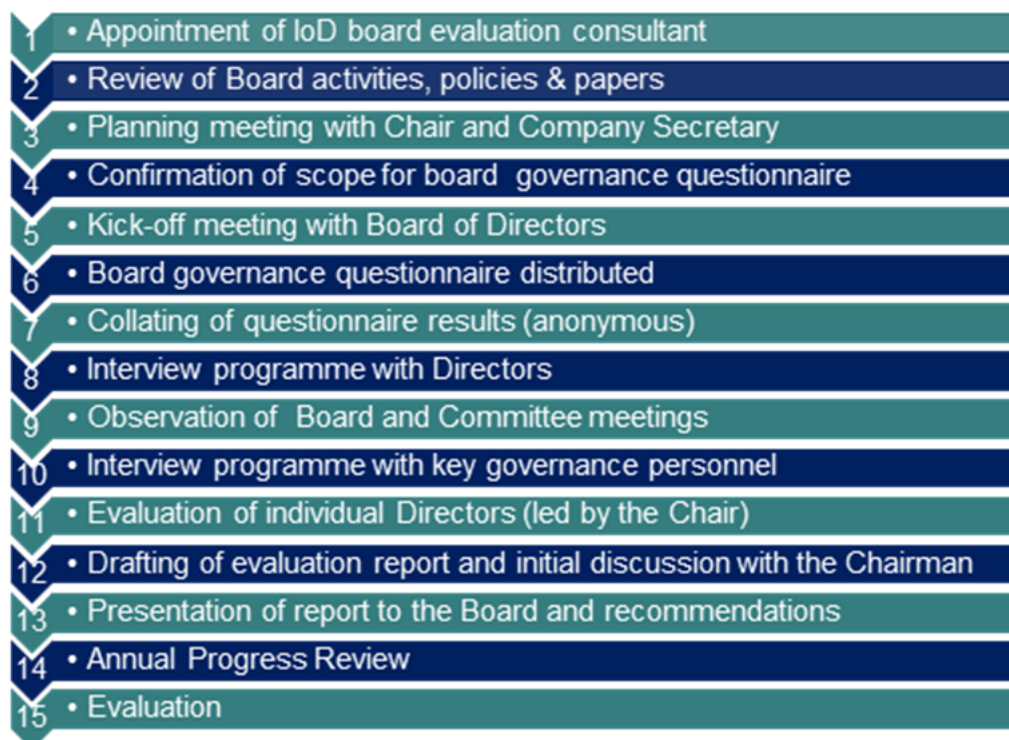 1 • Appointment of IoD board evaluation consultant
2 • Review of Board activities, policies & papers
3 • Planning meeting with Chair and Company Secretary
4 • Confirmation of scope for board governance questionnaire
5 • Kick-off meeting with Board of Directors
6 • Board governance questionnaire distributed
7 • Collating of questionnaire results (anonymous)
8 • Interview programme with Directors
9 • Observation of Board and Committee meetings
10 • Interview programme with key governance personnel
11 • Evaluation of individual Directors (led by the Chair)
12 • Drafting of evaluation report and initial discussion with the Chairman
13 • Presentation of report to the Board and recommendations
14 • Annual Progress Review
15 • Evaluation